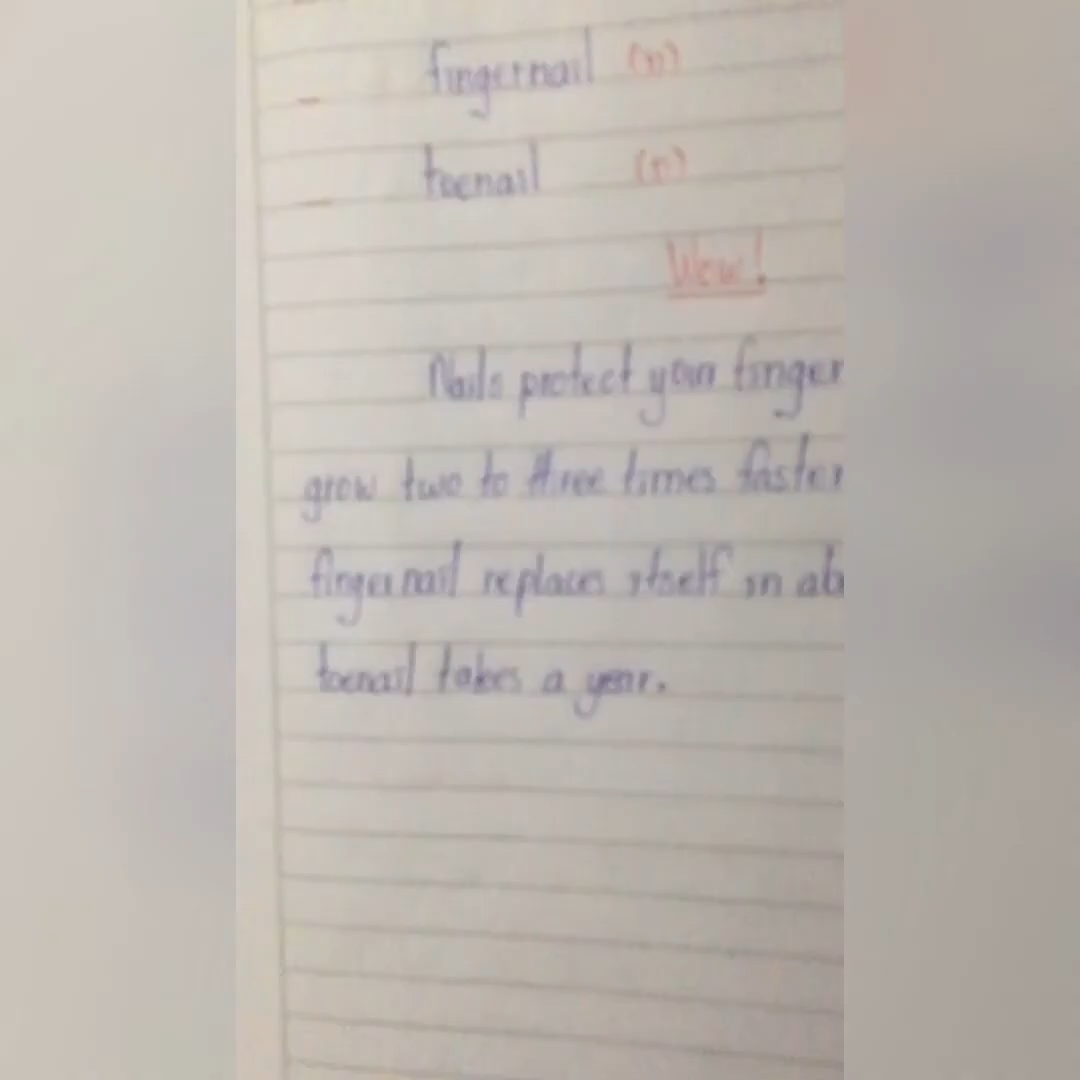 fingernail (n)
toenail (n)
Wow!
Nails protect your finger
grow two to three times faster
fingernail replaces itself in ab
toenail takes a year.